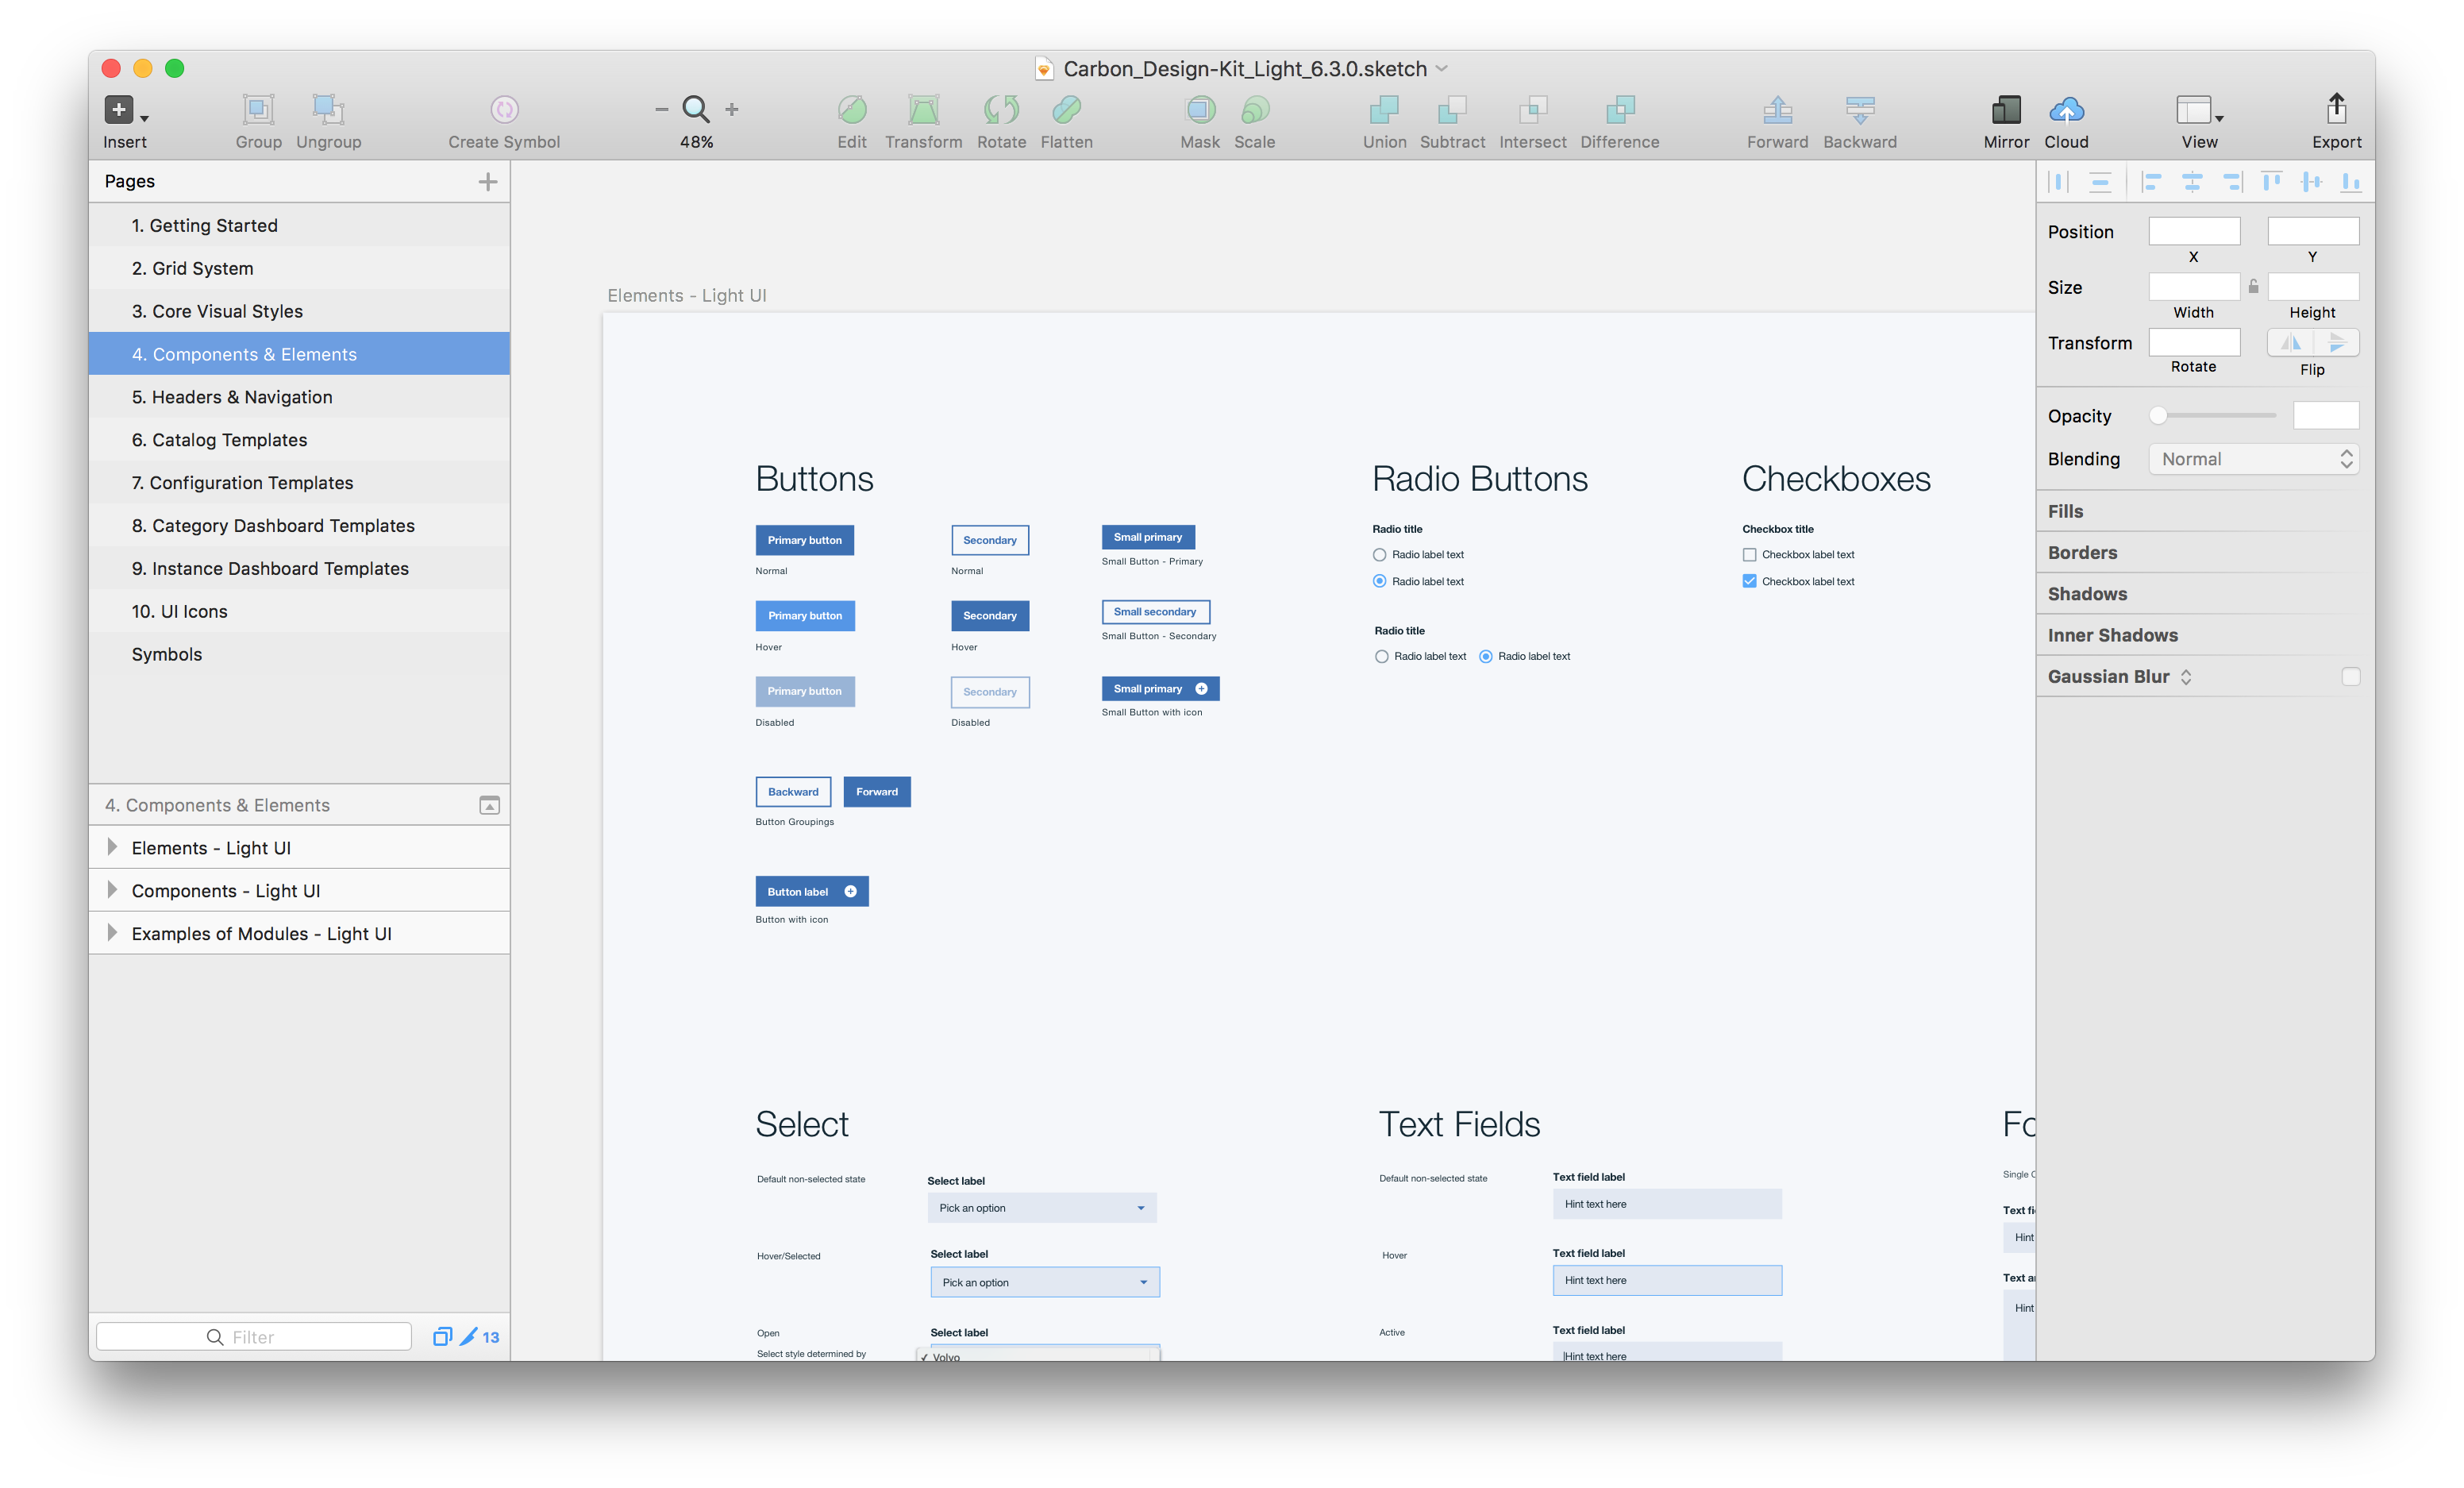 Carbon_Design-Kit_Light_6.3.0.sketch
Insert
Group
Ungroup
Create Symbol
48%
Edit
Transform
Rotate
Flatten
Mask
Scale
Union
Subtract
Intersect
Difference
Forward
Backward
Mirror
Cloud
View
Export
Pages
1. Getting Started
2. Grid System
3. Core Visual Styles
4. Components & Elements
5. Headers & Navigation
6. Catalog Templates
7. Configuration Templates
8. Category Dashboard Templates
9. Instance Dashboard Templates
10. UI Icons
Symbols
4. Components & Elements
Elements - Light UI
Components - Light UI
Examples of Modules - Light UI
Filter
13
Elements - Light UI
Buttons
Primary button
Secondary
Small primary
Normal
Normal
Small Button - Primary
Primary button
Secondary
Small secondary
Hover
Hover
Small Button - Secondary
Primary button
Secondary
Small primary
Disabled
Disabled
Small Button with icon
Backward
Forward
Button Groupings
Button label
Button with icon
Radio Buttons
Radio title
Radio label text
Radio label text
Radio title
Radio label text
Radio label text
Checkboxes
Checkbox title
Checkbox label text
Checkbox label text
Select
Default non-selected state
Select label
Pick an option
Hover/Selected
Select label
Pick an option
Open
Select label
Select style determined by
✓ Volvo
Text Fields
Default non-selected state
Text field label
Hint text here
Hover
Text field label
Hint text here
Active
Text field label
Hint text here
Fo
Single
Text fi
Hint
Text a
Hint
Position
X
Y
Size
Width
Height
Transform
Rotate
Flip
Opacity
Blending
Normal
Fills
Borders
Shadows
Inner Shadows
Gaussian Blur